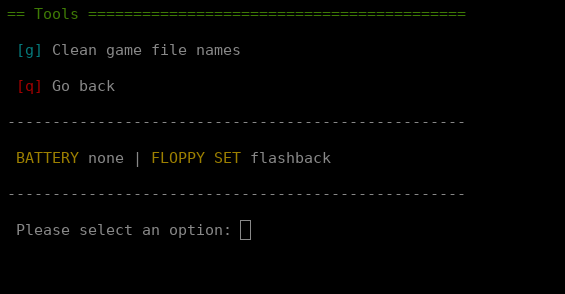 == Tools ==========================================
[g] Clean game file names
[q] Go back
---------------------------------------------------
BATTERY none | FLOPPY SET flashback
---------------------------------------------------
Please select an option: